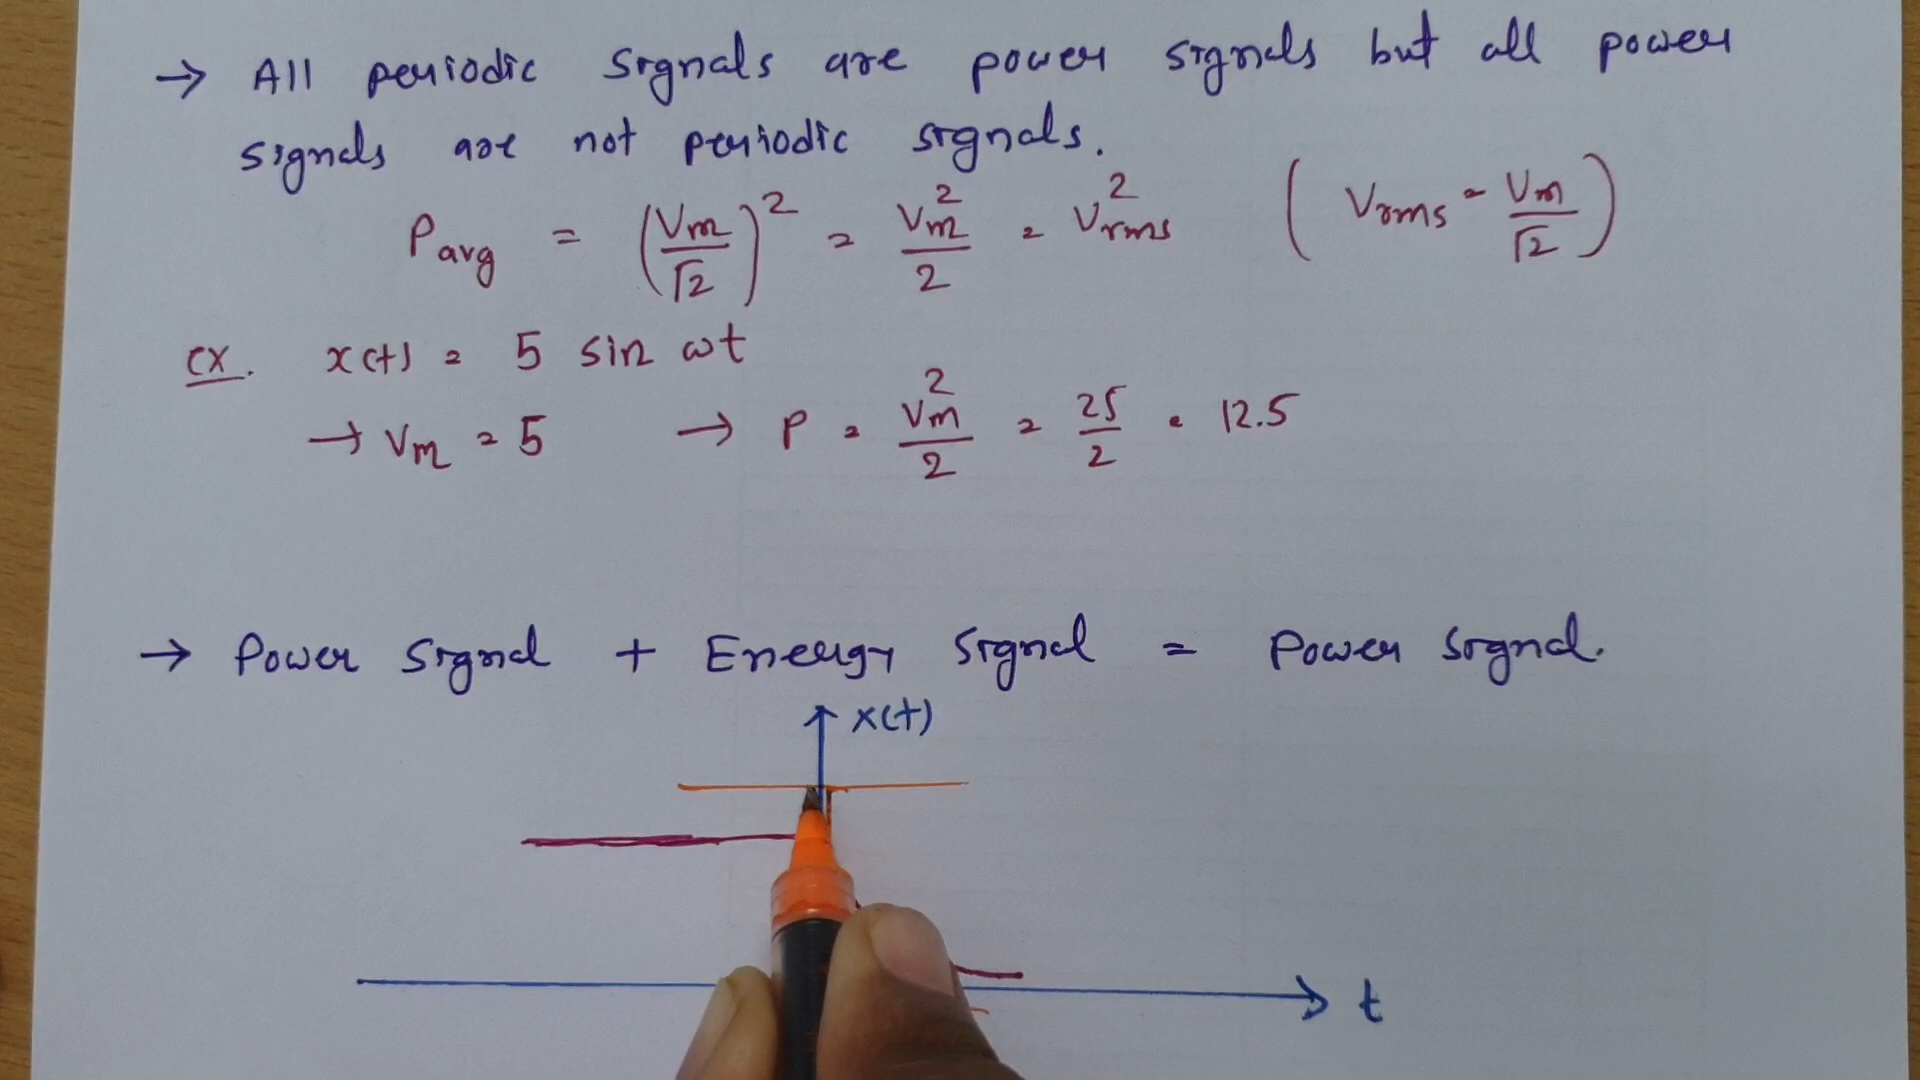 → All periodic signals are power signals but all power
signals are not periodic signals.
Pavg = (Vm/√2)² = Vm²/2 = Vrms² (Vrms = Vm/√2)
Ex. x(t) = 5 sin ωt
→ Vm = 5 → P = Vm²/2 = 25/2 = 12.5
→ Power Signal + Energy Signal = Power Signal.
x(t)
t